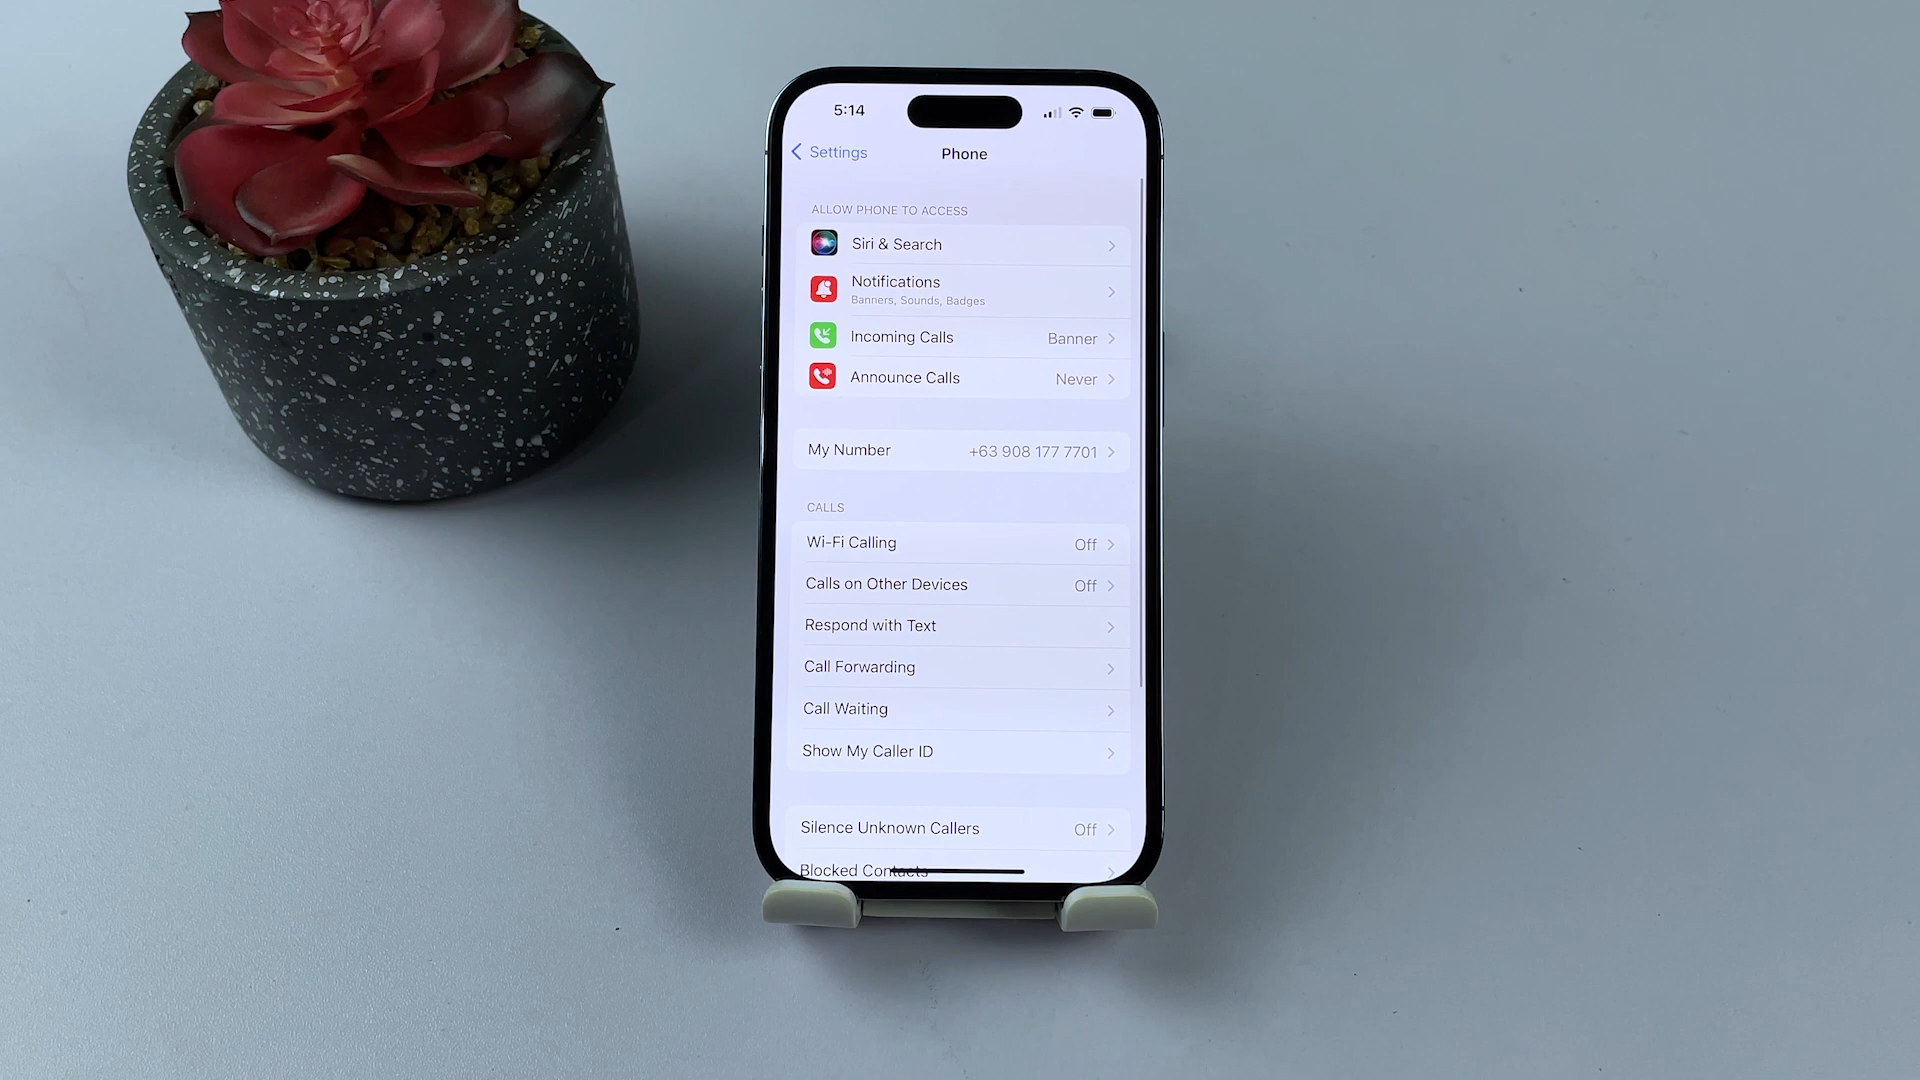 5:14
Settings
Phone
ALLOW PHONE TO ACCESS
Siri & Search
Notifications
Banners, Sounds, Badges
Incoming Calls Banner
Announce Calls Never
My Number +63 908 177 7701
CALLS
Wi-Fi Calling Off
Calls on Other Devices Off
Respond with Text
Call Forwarding
Call Waiting
Show My Caller ID
Silence Unknown Callers Off
Blocked Contacts